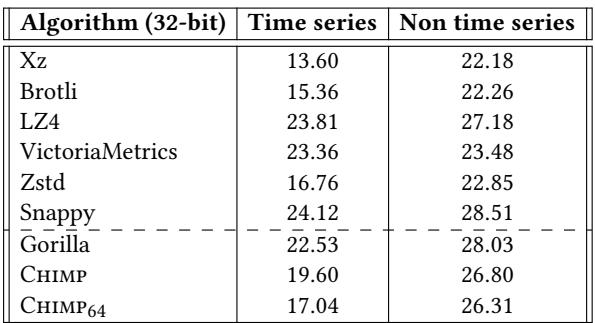 Algorithm (32-bit) Time series Non time series
Xz 13.60 22.18
Brotli 15.36 22.26
LZ4 23.81 27.18
VictoriaMetrics 23.36 23.48
Zstd 16.76 22.85
Snappy 24.12 28.51
Gorilla 22.53 28.03
CHIMP 19.60 26.80
CHIMP64 17.04 26.31